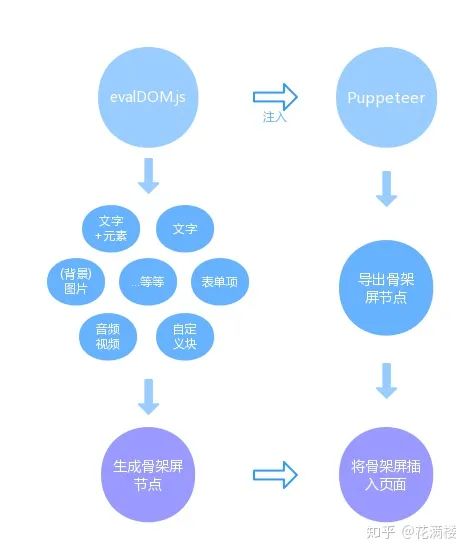 evalDOM.js
注入
Puppeteer
文字
+元素
文字
(背景)
图片
...等等
表单项
音频
视频
自定
义块
导出骨架
屏节点
生成骨架屏
节点
将骨架屏插
入页面
知乎 @花满楼